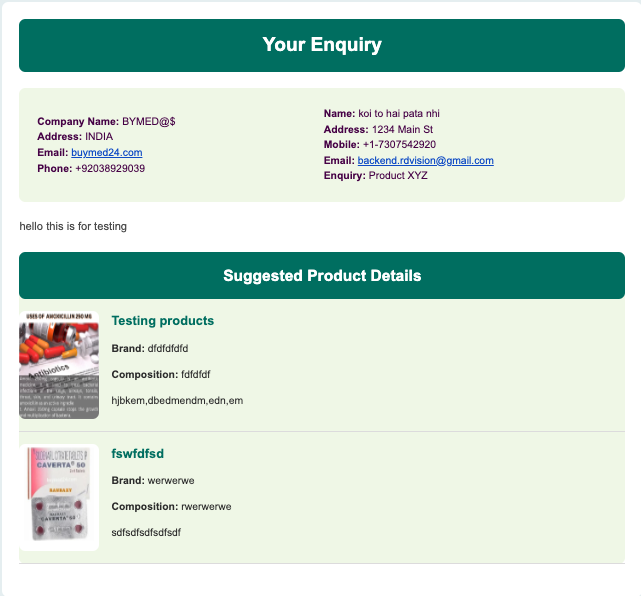 Your Enquiry
Company Name: BYMED@$
Address: INDIA
Email: buymed24.com
Phone: +92038929039
Name: koi to hai pata nhi
Address: 1234 Main St
Mobile: +1-7307542920
Email: backend.rdvision@gmail.com
Enquiry: Product XYZ
hello this is for testing
Suggested Product Details
USES OF AMOXICILLIN 250 MG
Antibiotics
Testing products
Brand: dfdfdfdfd
Composition: fdfdfdf
hjbkem,dbedmendm,edn,em
CAVERTA 50
CAVERTA 50
fswfdfsd
Brand: werwerwe
Composition: rwerwerwe
sdfsdfsdfsdfsdf